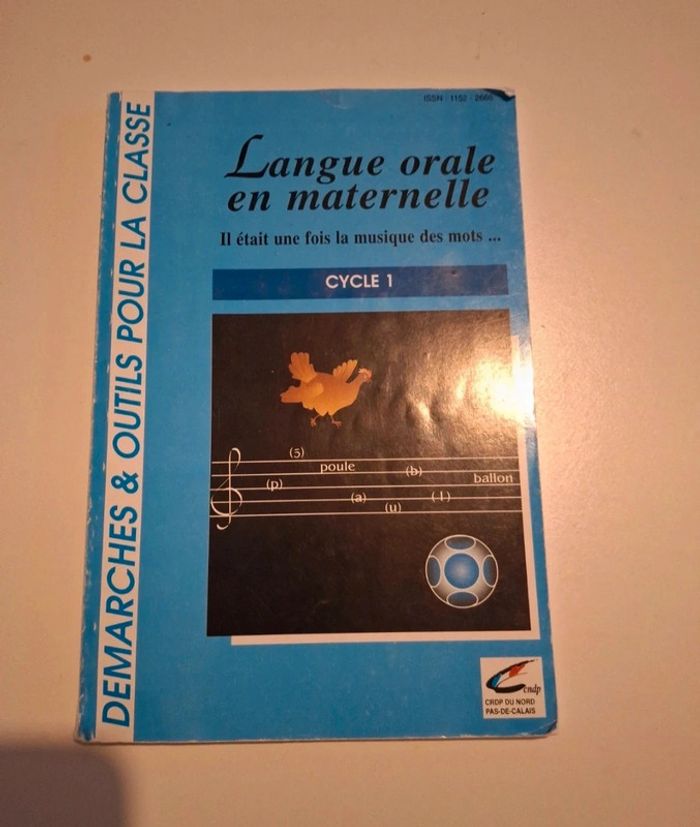 ISSN : 1152 - 2666
DEMARCHES & OUTILS POUR LA CLASSE
Langue orale
en maternelle
Il était une fois la musique des mots ...
CYCLE 1
(ɔ̃)
poule
(b)
ballon
(p)
(a)
(l)
(u)
cndp
CRDP DU NORD
PAS-DE-CALAIS